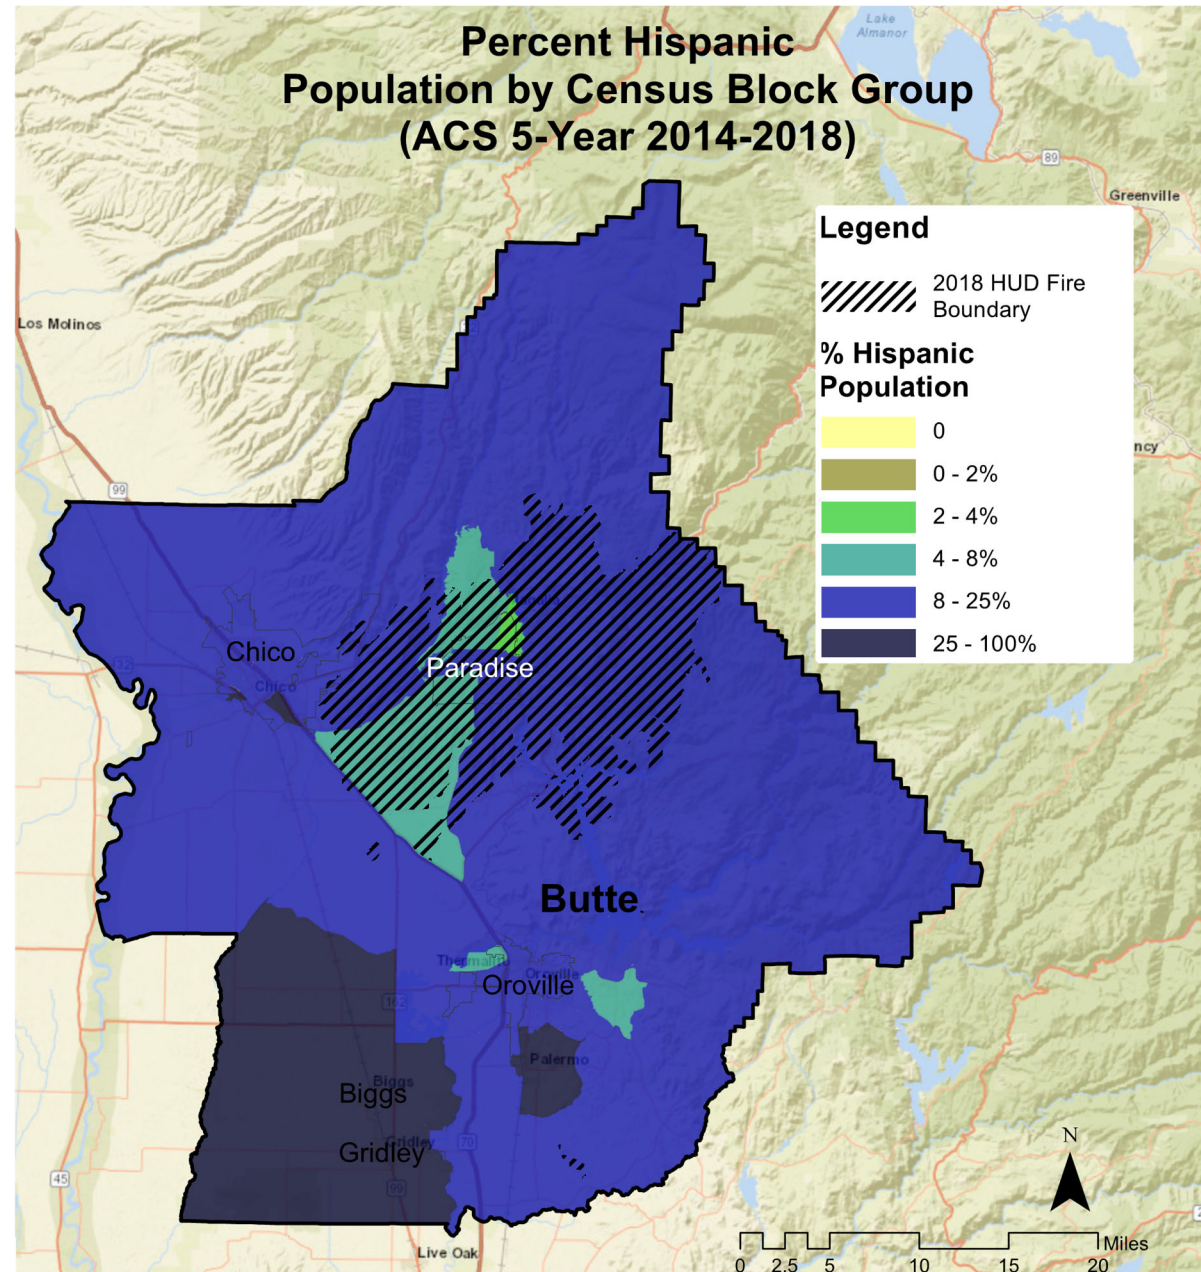 Percent Hispanic
Population by Census Block Group
(ACS 5-Year 2014-2018)
Lake
Almanor
89
Greenville
Legend
2018 HUD Fire
Boundary
% Hispanic
Population
0
0 - 2%
2 - 4%
4 - 8%
8 - 25%
25 - 100%
Los Molinos
ncy
99
Chico
Chico
32
Paradise
Butte
Oroville
Oroville
162
Palermo
Biggs
Biggs
Gridley
Gridley
70
99
45
Live Oak
N
Miles
0 2.5 5 10 15 20